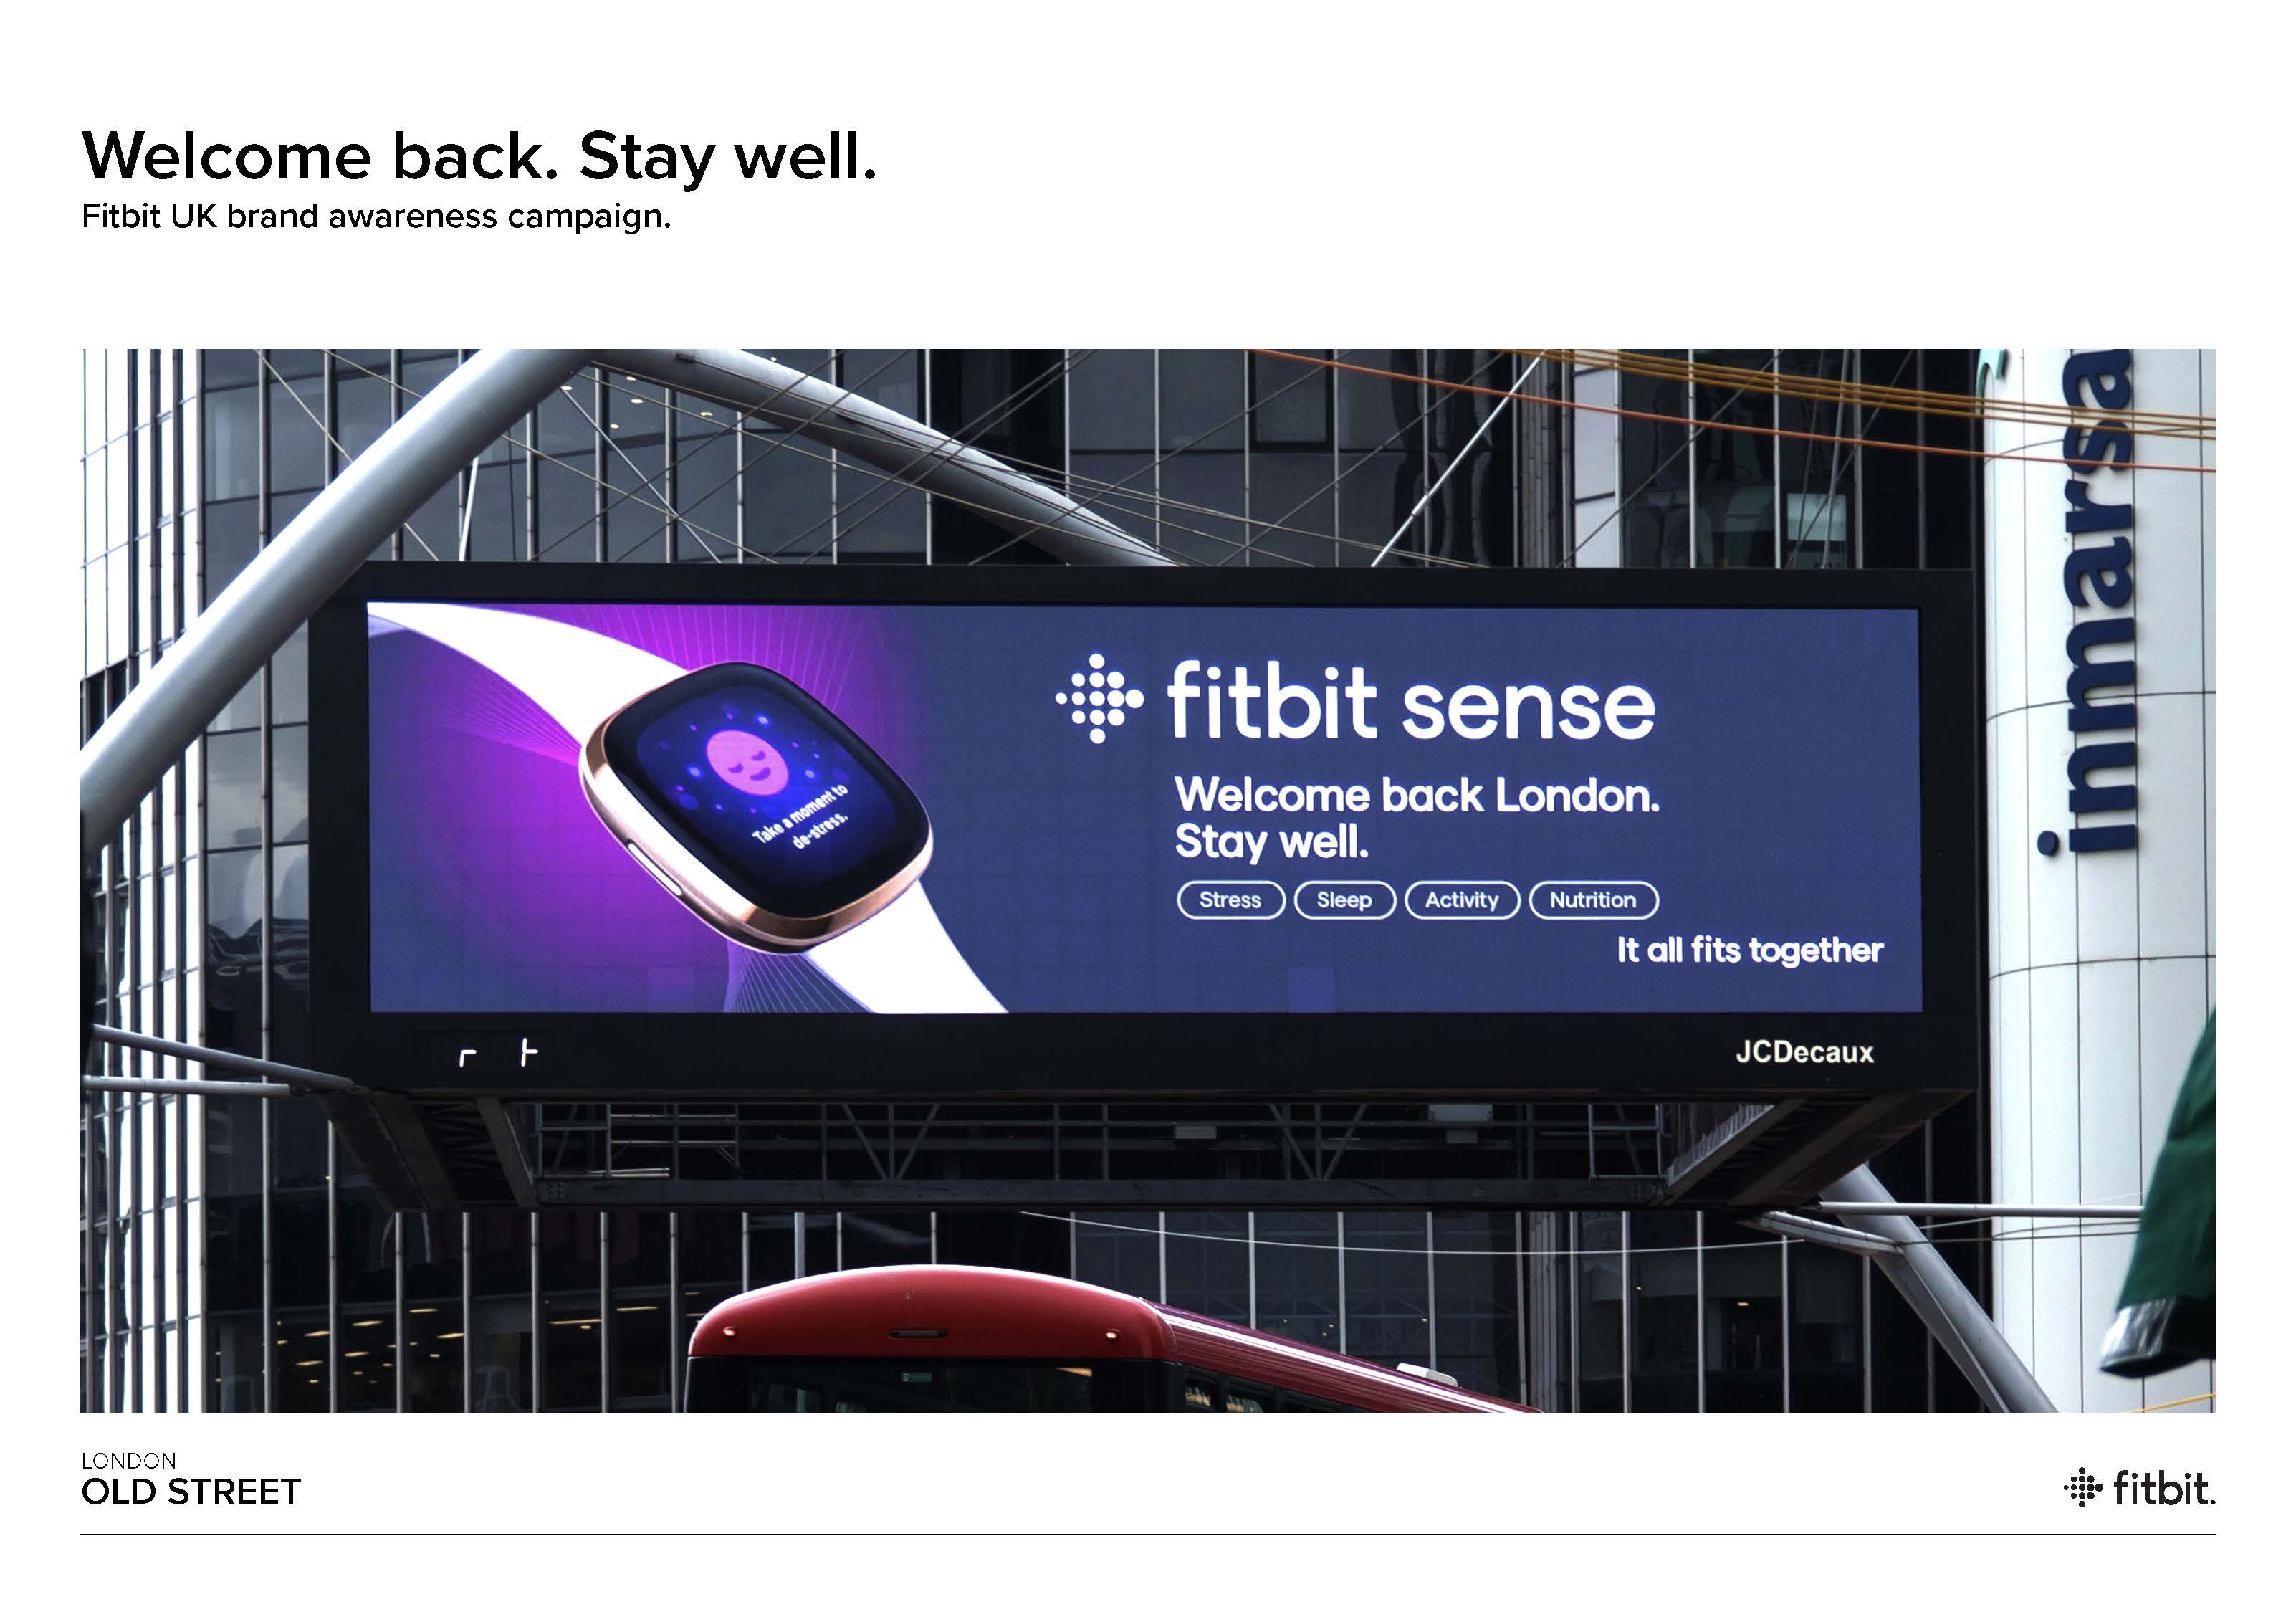 Welcome back. Stay well.
Fitbit UK brand awareness campaign.
inmarsa
fitbit sense
Welcome back London.
Stay well.
Stress Sleep Activity Nutrition
It all fits together
Take a moment to
de-stress.
JCDecaux
LONDON
OLD STREET
fitbit.